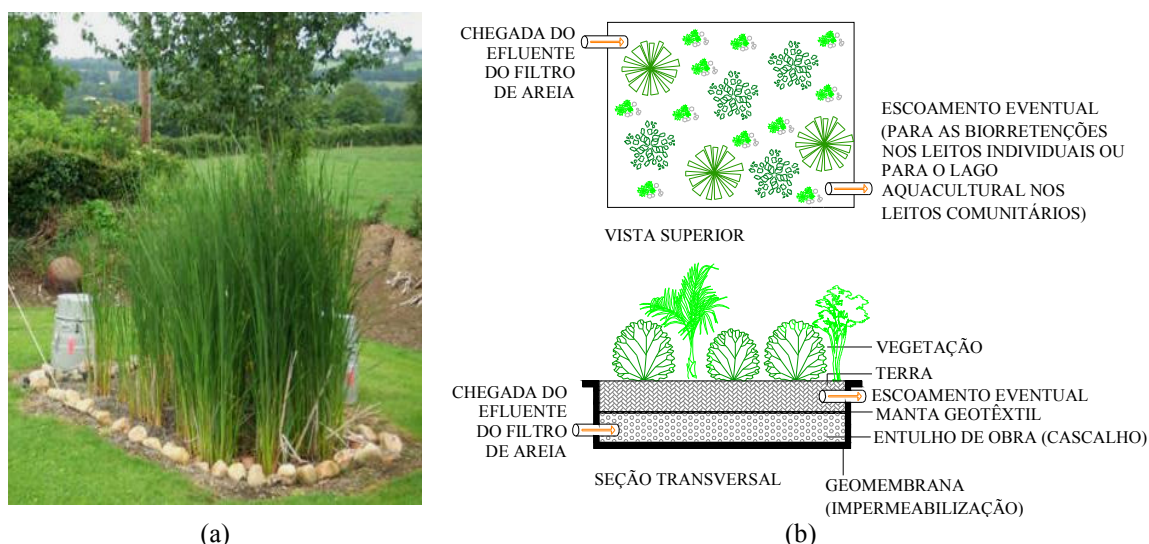 CHEGADA DO
EFLUENTE
DO FILTRO
DE AREIA
ESCOAMENTO EVENTUAL
(PARA AS BIORRETENÇÕES
NOS LEITOS INDIVIDUAIS OU
PARA O LAGO
AQUACULTURAL NOS
LEITOS COMUNITÁRIOS)
VISTA SUPERIOR
VEGETAÇÃO
TERRA
ESCOAMENTO EVENTUAL
MANTA GEOTÊXTIL
ENTULHO DE OBRA (CASCALHO)
CHEGADA DO
EFLUENTE
DO FILTRO
DE AREIA
SEÇÃO TRANSVERSAL
GEOMEMBRANA
(IMPERMEABILIZAÇÃO)
(a)
(b)